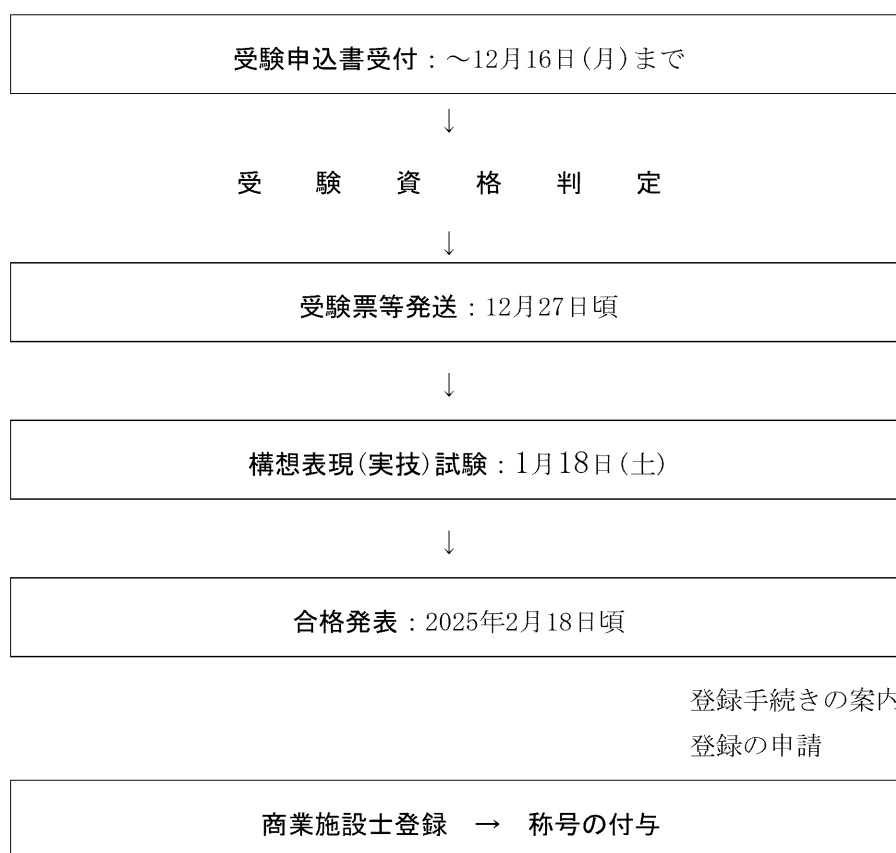 受験申込書受付：～12月16日（月）まで
↓
受験資格判定
↓
受験票等発送：12月27日頃
↓
構想表現（実技）試験：1月18日（土）
↓
合格発表：2025年2月18日頃
登録手続きの案内
登録の申請
商業施設士登録　→　称号の付与